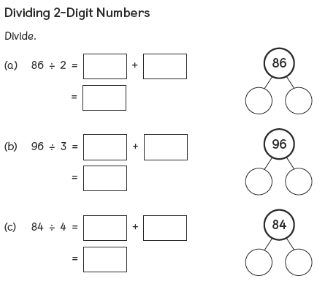 Dividing 2-Digit Numbers
Divide.
(a) 86 ÷ 2 = +
=
86
(b) 96 ÷ 3 = +
=
96
(c) 84 ÷ 4 = +
=
84